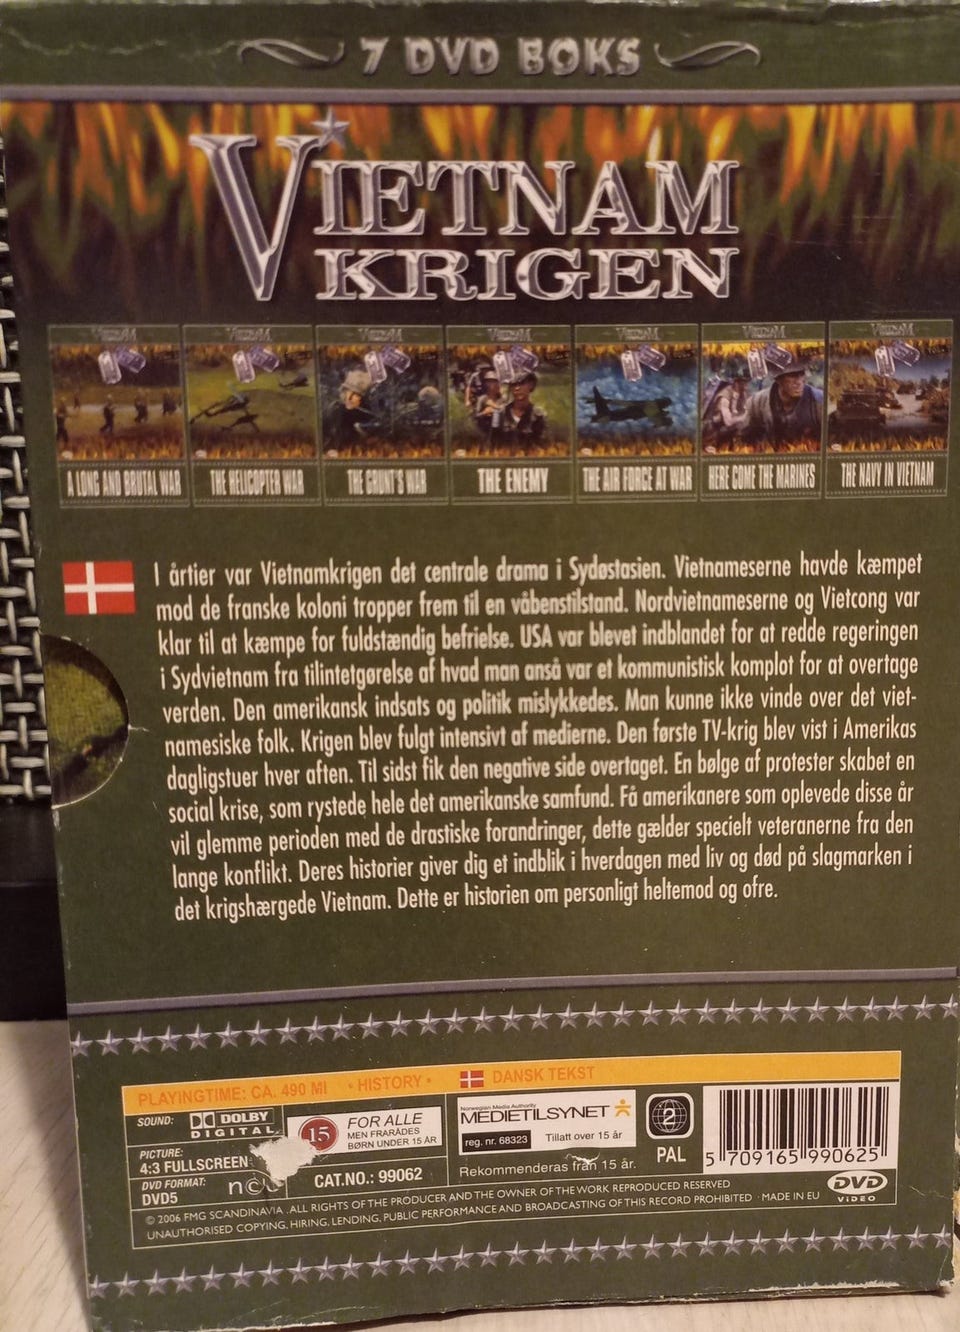 7 DVD BOKS
VIETNAM
KRIGEN
A LONG AND BRUTAL WAR
THE HELICOPTER WAR
THE GRUNT'S WAR
THE ENEMY
THE AIR FORCE AT WAR
HERE COME THE MARINES
THE NAVY IN VIETNAM
I årtier var Vietnamkrigen det centrale drama i Sydøstasien. Vietnameserne havde kæmpet
mod de franske koloni tropper frem til en våbenstilstand. Nordvietnameserne og Vietcong var
klar til at kæmpe for fuldstændig befrielse. USA var blevet indblandet for at redde regeringen
i Sydvietnam fra tilintetgørelse af hvad man anså var et kommunistisk komplot for at overtage
verden. Den amerikansk indsats og politik mislykkedes. Man kunne ikke vinde over det viet-
namesiske folk. Krigen blev fulgt intensivt af medierne. Den første TV-krig blev vist i Amerikas
dagligstuer hver aften. Til sidst fik den negative side overtaget. En bølge af protester skabet en
social krise, som rystede hele det amerikanske samfund. Få amerikanere som oplevede disse år
vil glemme perioden med de drastiske forandringer, dette gælder specielt veteranerne fra den
lange konflikt. Deres historier giver dig et indblik i hverdagen med liv og død på slagmarken i
det krigshærgede Vietnam. Dette er historien om personligt heltemod og ofre.
PLAYINGTIME: CA. 490 MI • HISTORY • DANSK TEKST
SOUND: DOLBY
DIGITAL
PICTURE:
4:3 FULLSCREEN
DVD FORMAT:
DVD5
15
FOR ALLE
MEN FRARÅDES
BØRN UNDER 15 ÅR
CAT.NO.: 99062
Norwegian Media Authority
MEDIETILSYNET
reg. nr. 68323 Tillatt over 15 år
Rekommenderas från 15 år.
2
PAL
5 709165 990625
DVD
VIDEO
© 2006 FMG SCANDINAVIA .ALL RIGHTS OF THE PRODUCER AND THE OWNER OF THE WORK REPRODUCED RESERVED
UNAUTHORISED COPYING, HIRING, LENDING, PUBLIC PERFORMANCE AND BROADCASTING OF THIS RECORD PROHIBITED · MADE IN EU